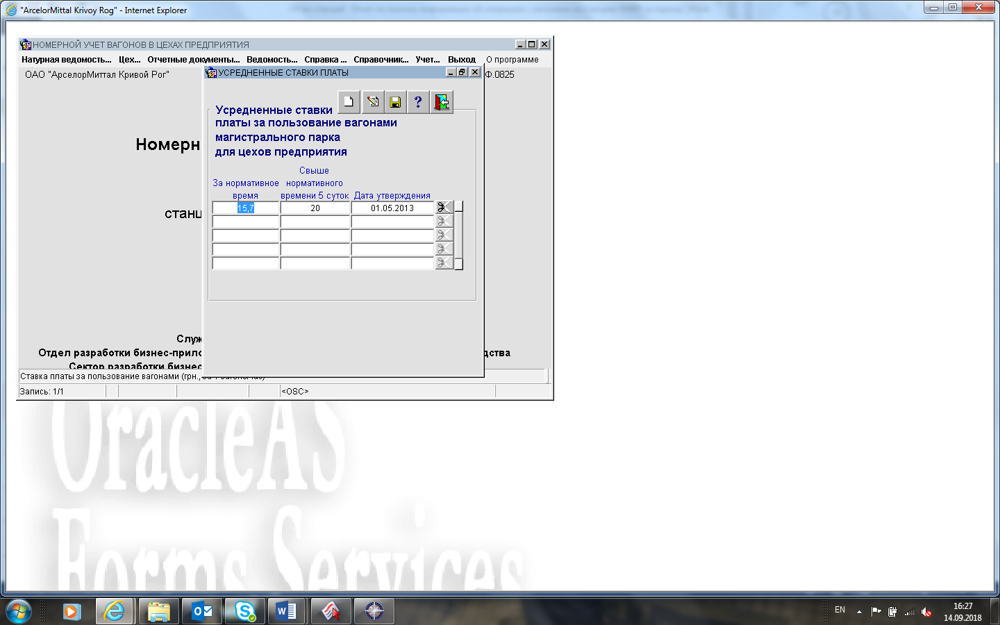 "ArcelorMittal Krivoy Rog" - Internet Explorer
НОМЕРНОЙ УЧЕТ ВАГОНОВ В ЦЕХАХ ПРЕДПРИЯТИЯ
Натурная ведомость... Цех... Отчетные документы... Ведомость... Справка ... Справочник... Учет... Выход О программе
ОАО "АрселорМиттал Кривой Рог"
УСРЕДНЕННЫЕ СТАВКИ ПЛАТЫ
Ф.0825
Усредненные ставки
платы за пользование вагонами
магистрального парка
для цехов предприятия
Номерн
станц
Свыше
За нормативное нормативного
время времени 5 суток Дата утверждения
15,7 20 01.05.2013
Служ
Отдел разработки бизнес-прило дства
Сектор разработки бизнес
Ставка платы за пользование вагонами (грн.,
Запись: 1/1 <OSC>
OracleAS
Forms Services
EN
16:27
14.09.2018